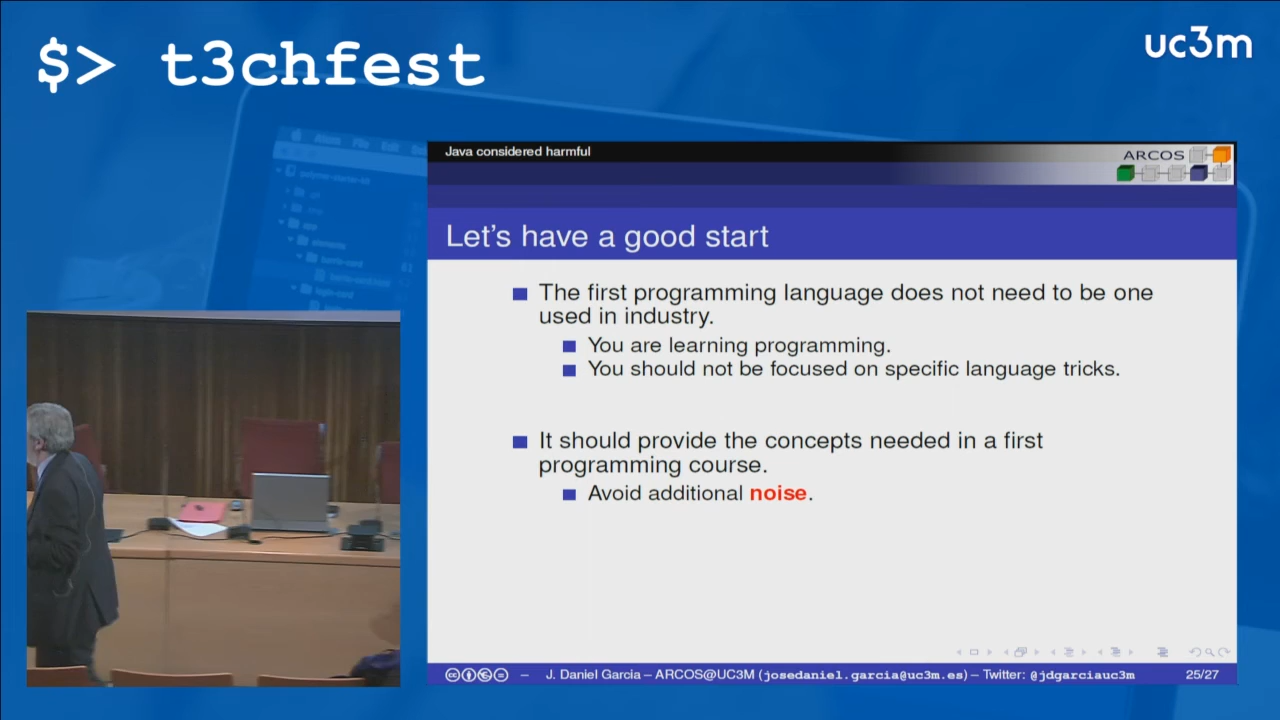 $> t3chfest
uc3m
Java considered harmful
ARCOS
Let's have a good start
The first programming language does not need to be one
used in industry.
You are learning programming.
You should not be focused on specific language tricks.
It should provide the concepts needed in a first
programming course.
Avoid additional noise.
J. Daniel Garcia – ARCOS@UC3M (josedaniel.garcia@uc3m.es) – Twitter: @jdgarciauc3m
25/27